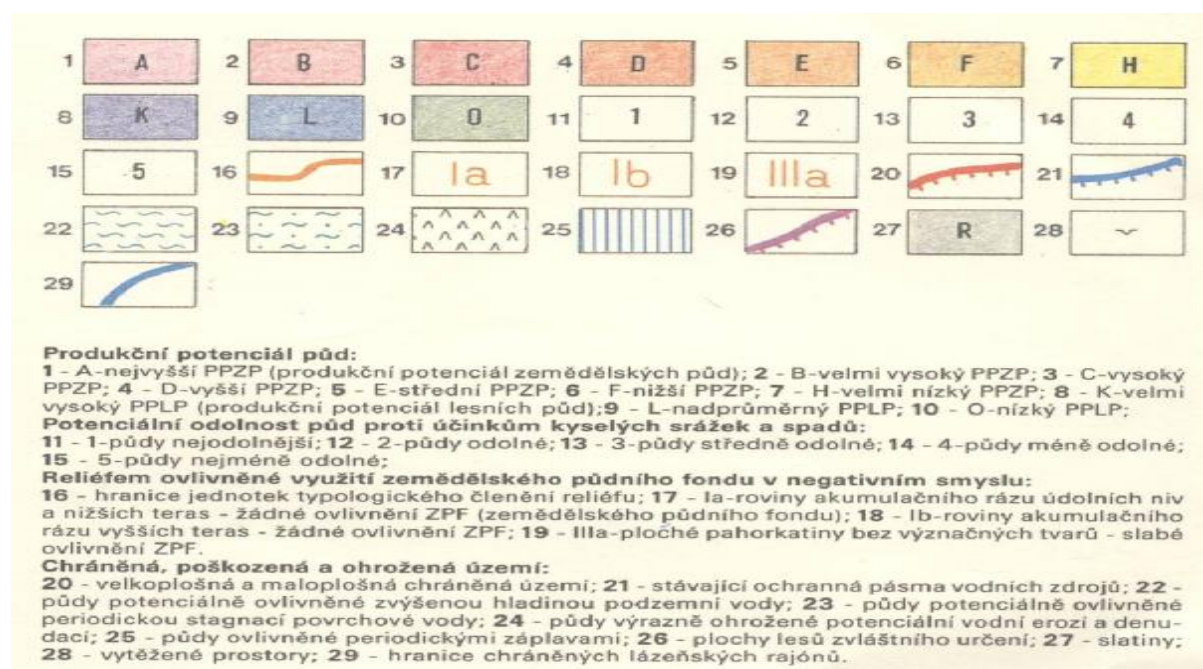 1 A 2 B 3 C 4 D 5 E 6 F 7 H
8 K 9 L 10 O 11 1 12 2 13 3 14 4
15 5 16 17 Ia 18 Ib 19 IIIa 20 21
22 23 24 25 26 27 R 28
29
Produkční potenciál půd:
1 - A-nejvyšší PPZP (produkční potenciál zemědělských půd); 2 - B-velmi vysoký PPZP; 3 - C-vysoký
PPZP; 4 - D-vyšší PPZP; 5 - E-střední PPZP; 6 - F-nižší PPZP; 7 - H-velmi nízký PPZP; 8 - K-velmi
vysoký PPLP (produkční potenciál lesních půd);9 - L-nadprůměrný PPLP; 10 - O-nízký PPLP;
Potenciální odolnost půd proti účinkům kyselých srážek a spadů:
11 - 1-půdy nejodolnější; 12 - 2-půdy odolné; 13 - 3-půdy středně odolné; 14 - 4-půdy méně odolné;
15 - 5-půdy nejméně odolné;
Reliéfem ovlivněné využití zemědělského půdního fondu v negativním smyslu:
16 - hranice jednotek typologického členění reliéfu; 17 - Ia-roviny akumulačního rázu údolních niv
a nižších teras - žádné ovlivnění ZPF (zemědělského půdního fondu); 18 - Ib-roviny akumulačního
rázu vyšších teras - žádné ovlivnění ZPF; 19 - IIIa-ploché pahorkatiny bez význačných tvarů - slabé
ovlivnění ZPF.
Chráněná, poškozená a ohrožená území:
20 - velkoplošná a maloplošná chráněná území; 21 - stávající ochranná pásma vodních zdrojů; 22 -
půdy potenciálně ovlivněné zvýšenou hladinou podzemní vody; 23 - půdy potenciálně ovlivněné
periodickou stagnací povrchové vody; 24 - půdy výrazně ohrožené potenciální vodní erozí a denu-
dací; 25 - půdy ovlivněné periodickými záplavami; 26 - plochy lesů zvláštního určení; 27 - slatiny;
28 - vytěžené prostory; 29 - hranice chráněných lázeňských rajónů.